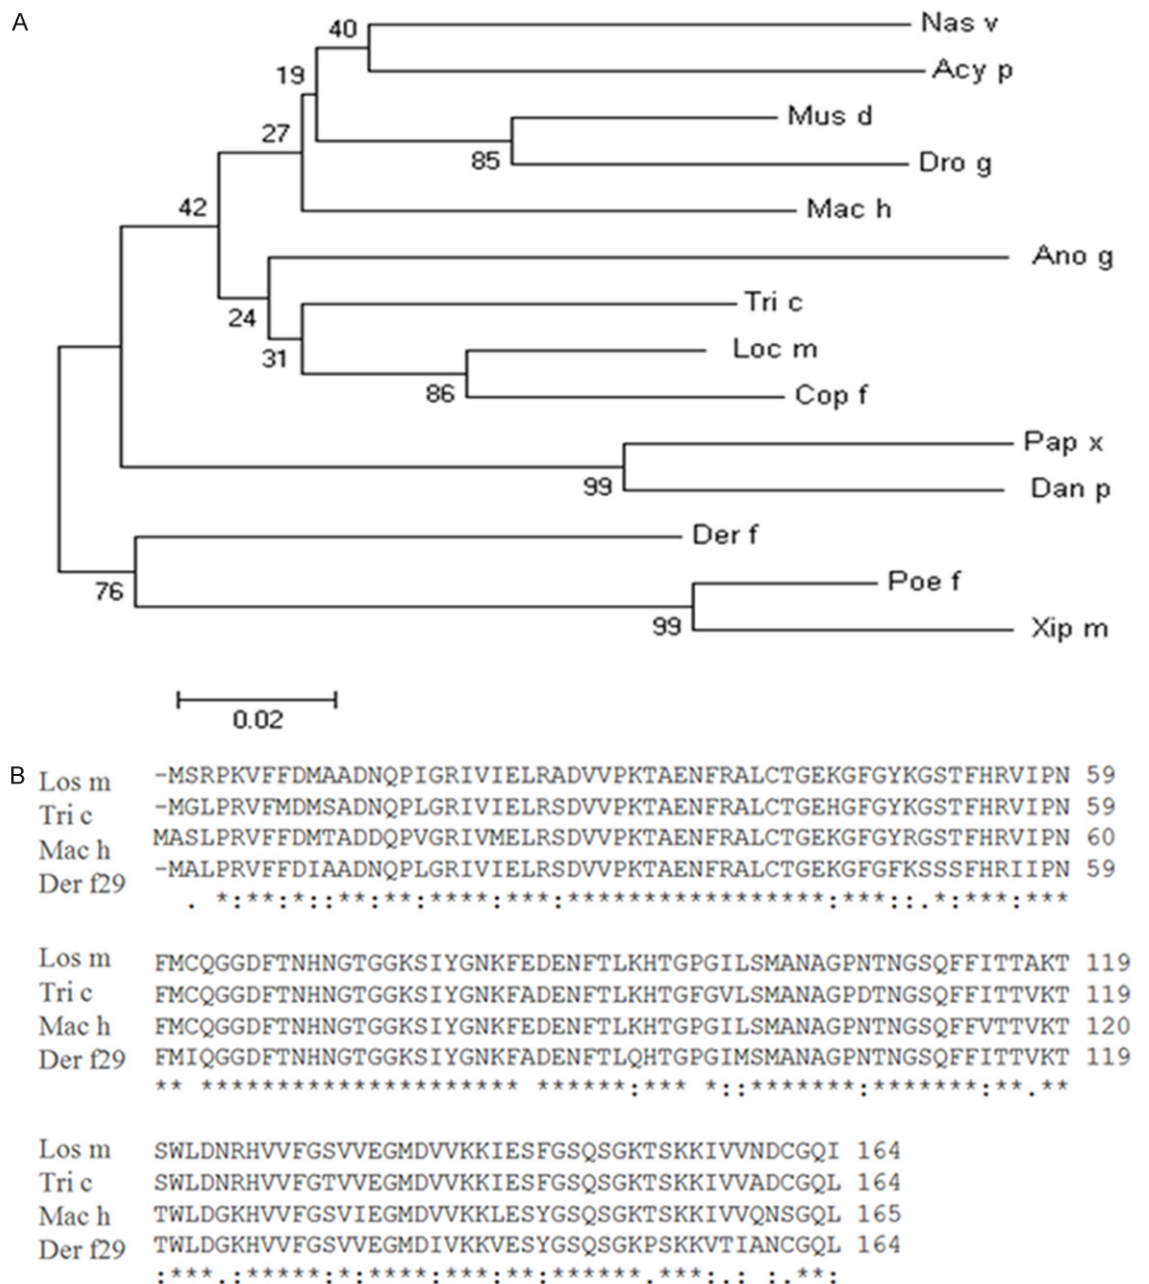 A
40
Nas v
Acy p
19
Mus d
27
85
Dro g
Mac h
42
Ano g
Tri c
24
Loc m
31
86
Cop f
Pap x
99
Dan p
Der f
76
Poe f
99
Xip m
0.02
B
Los m -MSRPKVFFDMAADNQPIGRIVIELRADVVPKTAENFRALCTGEKGFGYKGSTFHRVIPN 59
Tri c -MGLPRVFMDMSADNQPLGRIVIELRSDVVPKTAENFRALCTGEHGFGYKGSTFHRVIPN 59
Mac h MASLPRVFFDMTADDQPVGRIVMELRSDVVPKTAENFRALCTGEKGFGYRGSTFHRVIPN 60
Der f29 -MALPRVFFDIAADNQPLGRIVIELRSDVVPKTAENFRALCTGEKGFGFKSSSFHRIIPN 59
. *:**:*::**:**:****:***:*****************:***::.*:***:***
Los m FMCQGGDFTNHNGTGGKSIYGNKFEDENFTLKHTGPGILSMANAGPNTNGSQFFITTAKT 119
Tri c FMCQGGDFTNHNGTGGKSIYGNKFADENFTLKHTGFGVLSMANAGPDTNGSQFFITTVKT 119
Mac h FMCQGGDFTNHNGTGGKSIYGNKFEDENFTLKHTGPGILSMANAGPNTNGSQFFVTTVKT 120
Der f29 FMIQGGDFTNHNGTGGKSIYGNKFADENFTLQHTGPGIMSMANAGPNTNGSQFFITTVKT 119
** ********************* ******:*** *::*******:*******:**.**
Los m SWLDNRHVVFGSVVEGMDVVKKIESFGSQSGKTSKKIVVNDCGQI 164
Tri c SWLDNRHVVFGTVVEGMDVVKKIESFGSQSGKTSKKIVVADCGQL 164
Mac h TWLDGKHVVFGSVIEGMDVVKKLESYGSQSGKTSKKIVVQNSGQL 165
Der f29 TWLDGKHVVFGSVVEGMDIVKKVESYGSQSGKPSKKVTIANCGQL 164
:***.:*****:*:****:***:**:******.***:.: :.**: